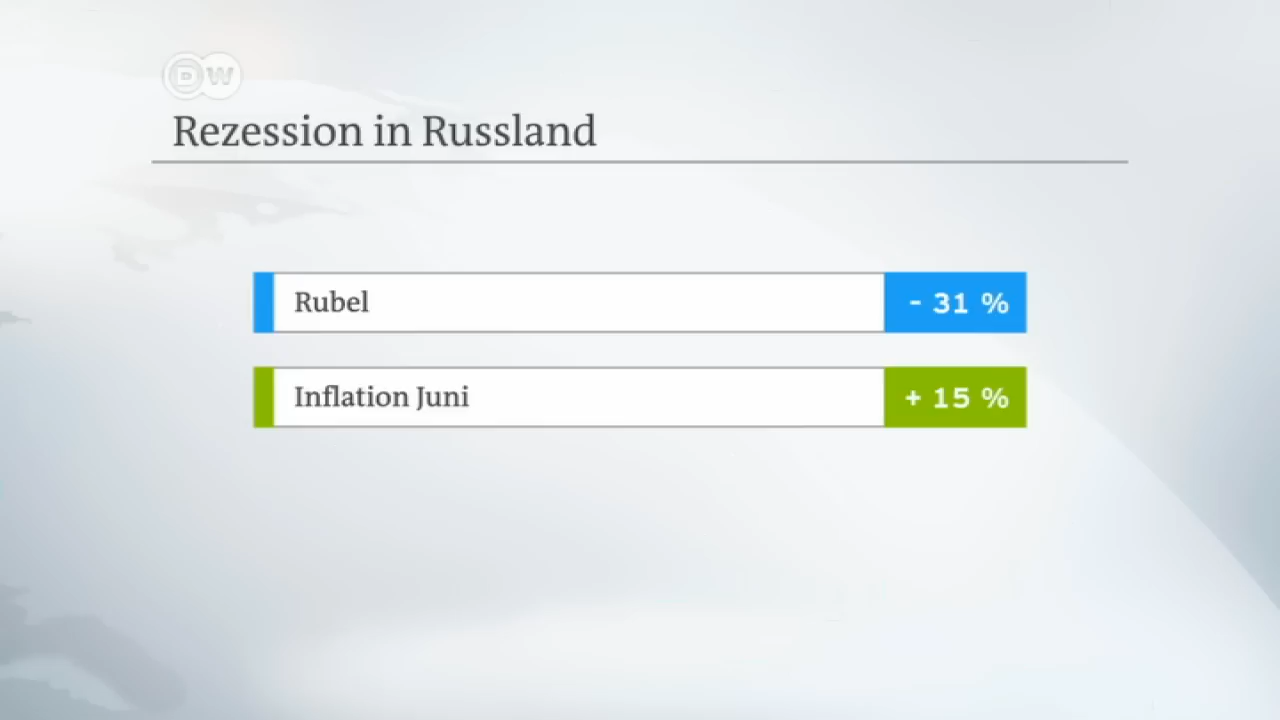 DW
Rezession in Russland
Rubel - 31 %
Inflation Juni + 15 %